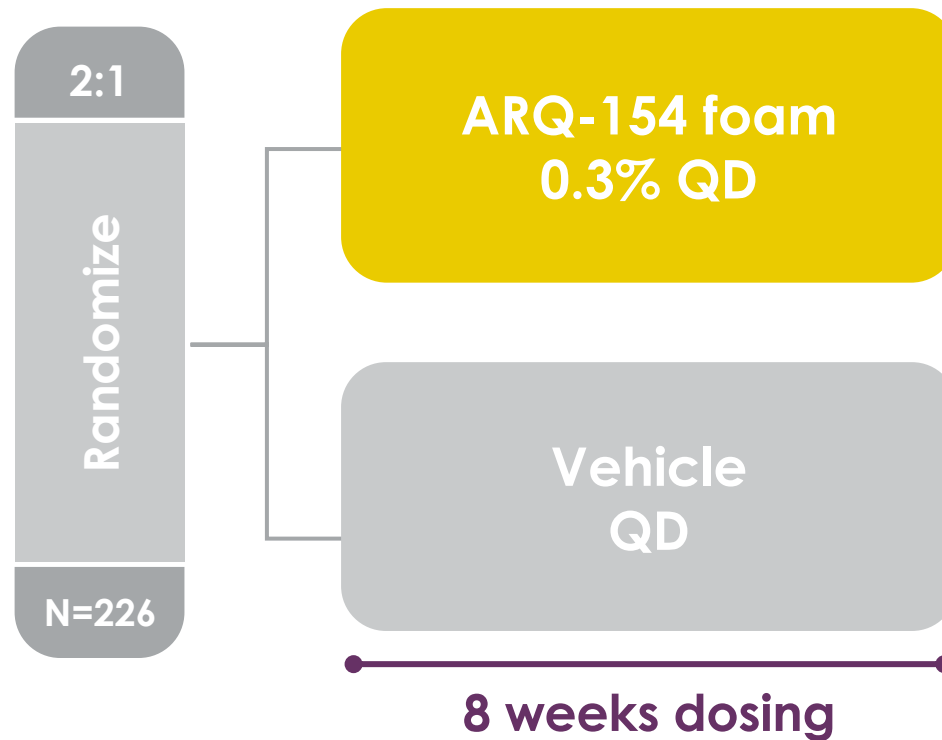 2:1
Randomize
N=226
ARQ-154 foam
0.3% QD
Vehicle
QD
8 weeks dosing